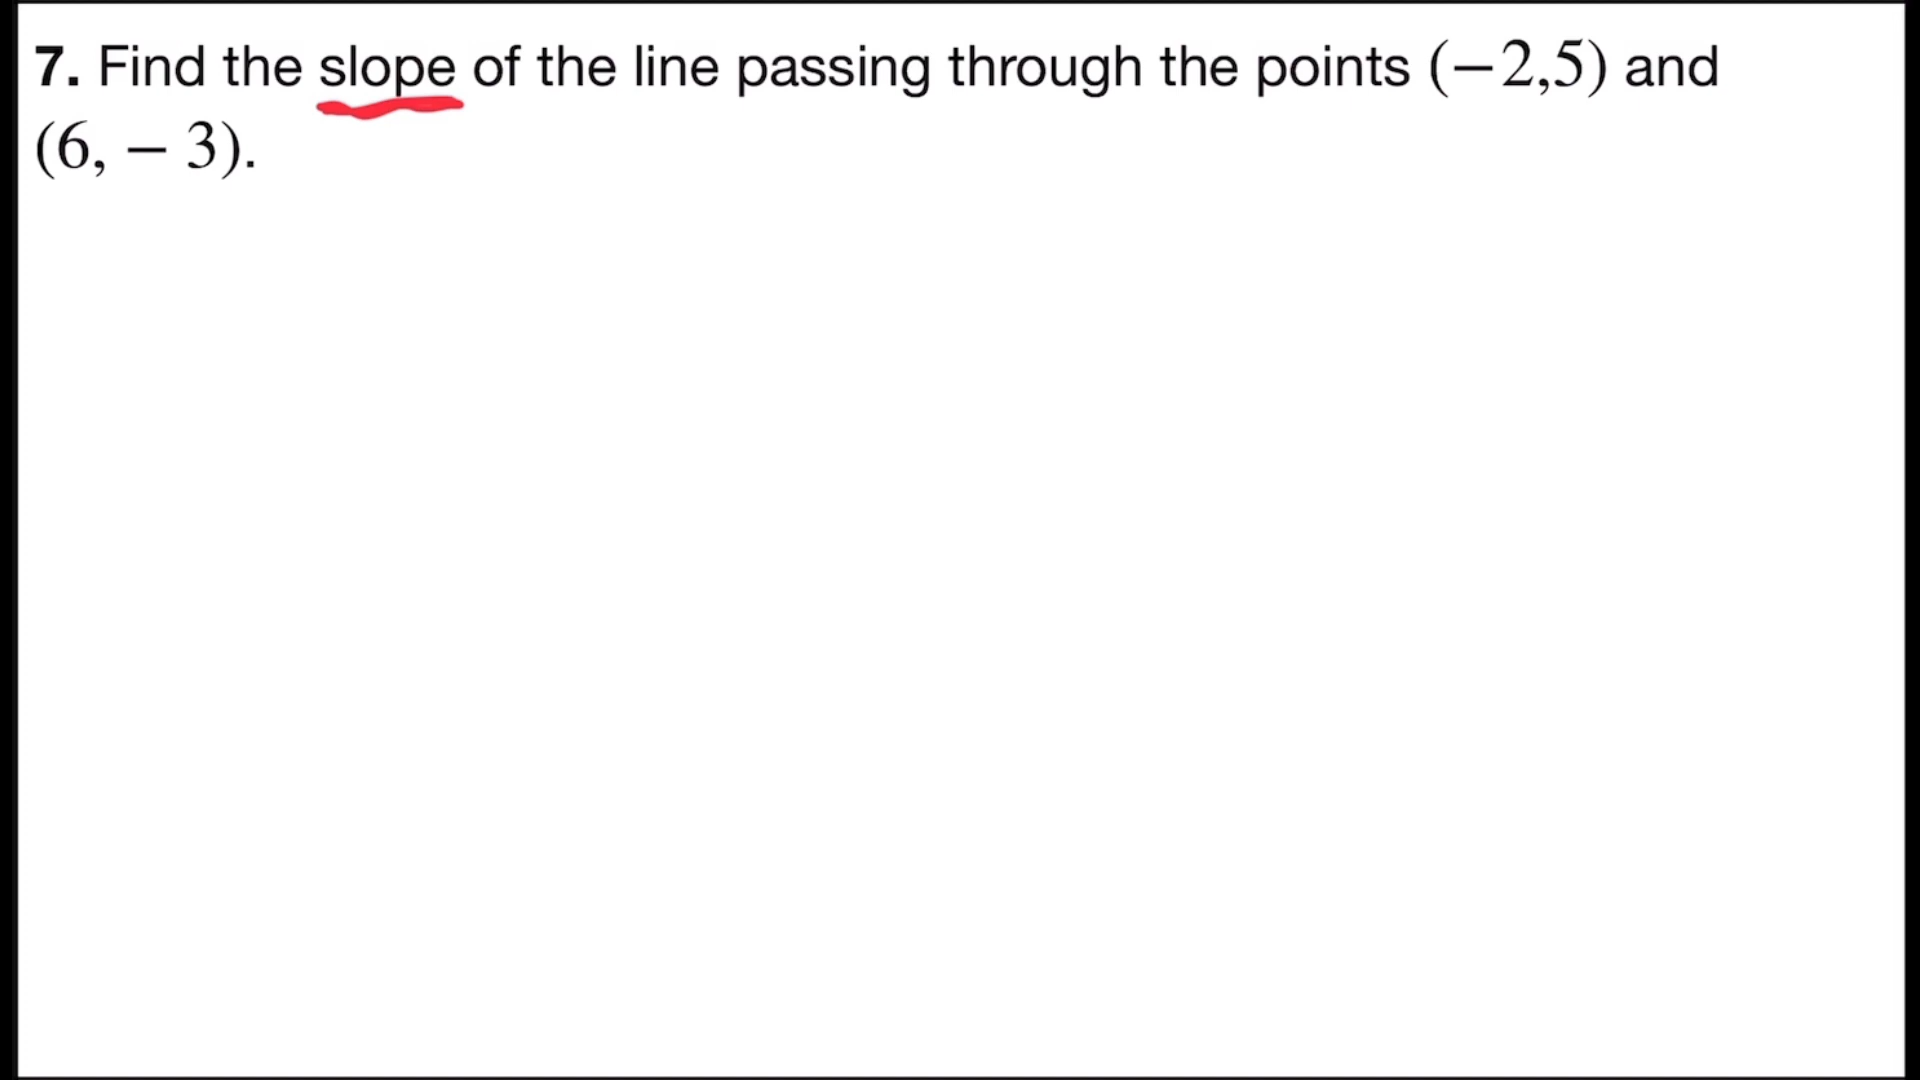 7. Find the slope of the line passing through the points (−2,5) and
(6, − 3).